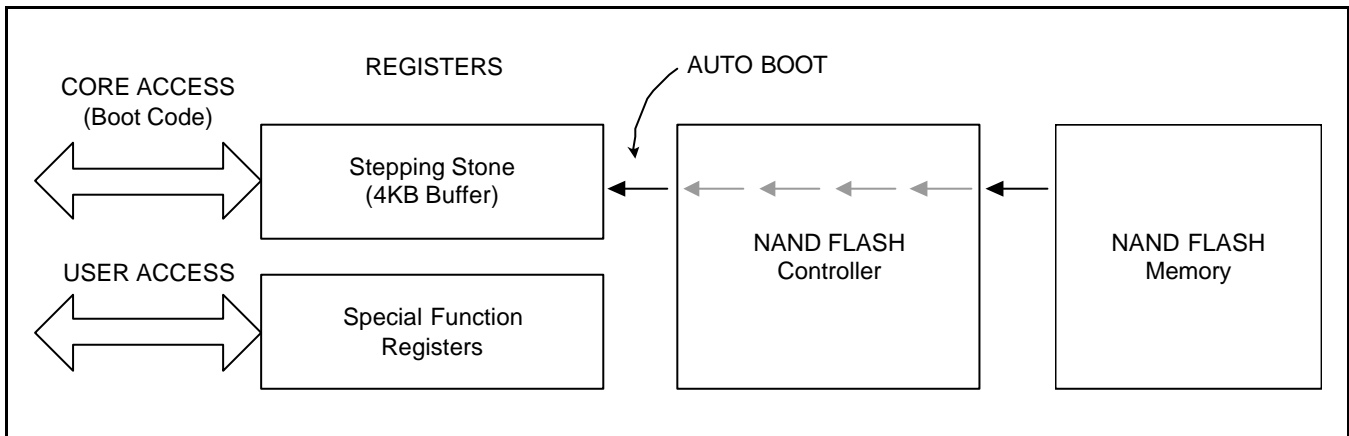 REGISTERS
AUTO BOOT
CORE ACCESS
(Boot Code)
Stepping Stone
(4KB Buffer)
NAND FLASH
Controller
NAND FLASH
Memory
USER ACCESS
Special Function
Registers